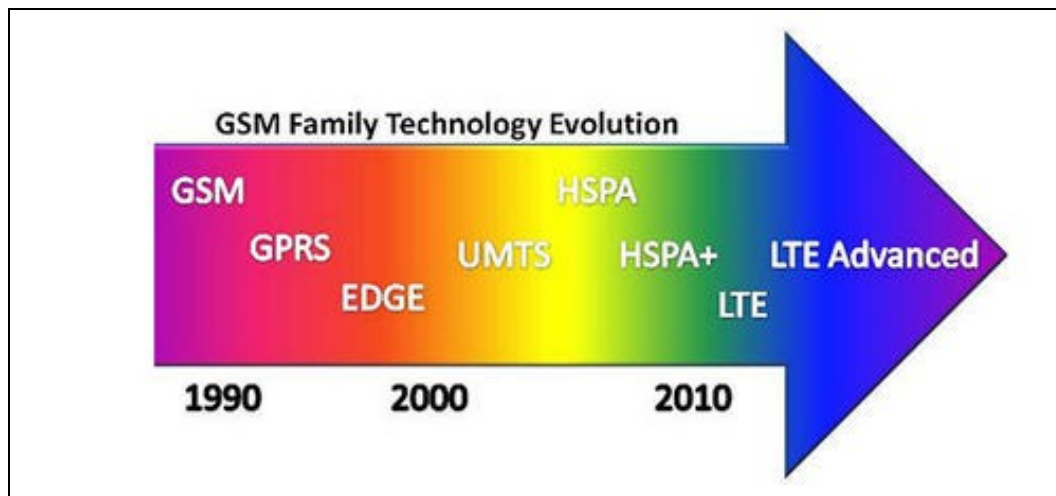 GSM Family Technology Evolution
GSM
HSPA
GPRS
UMTS
HSPA+
LTE Advanced
EDGE
LTE
1990
2000
2010